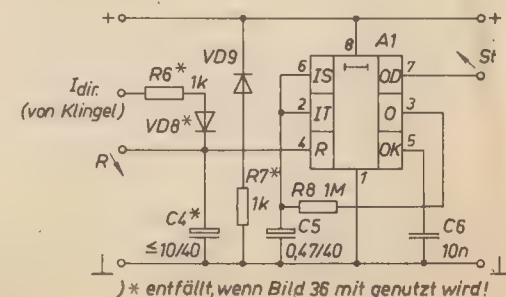 + +
8 A1
VD9
St
6 IS OD 7
Idir. R6* 1k
(von Klingel)
2 IT O 3
VD8*
5
R 4 R OK
R7* 1
1k R8 1M
C4* C5 C6
≤10/40 0,47/40 10n
⊥ ⊥
)* entfällt, wenn Bild 36 mit genutzt wird!